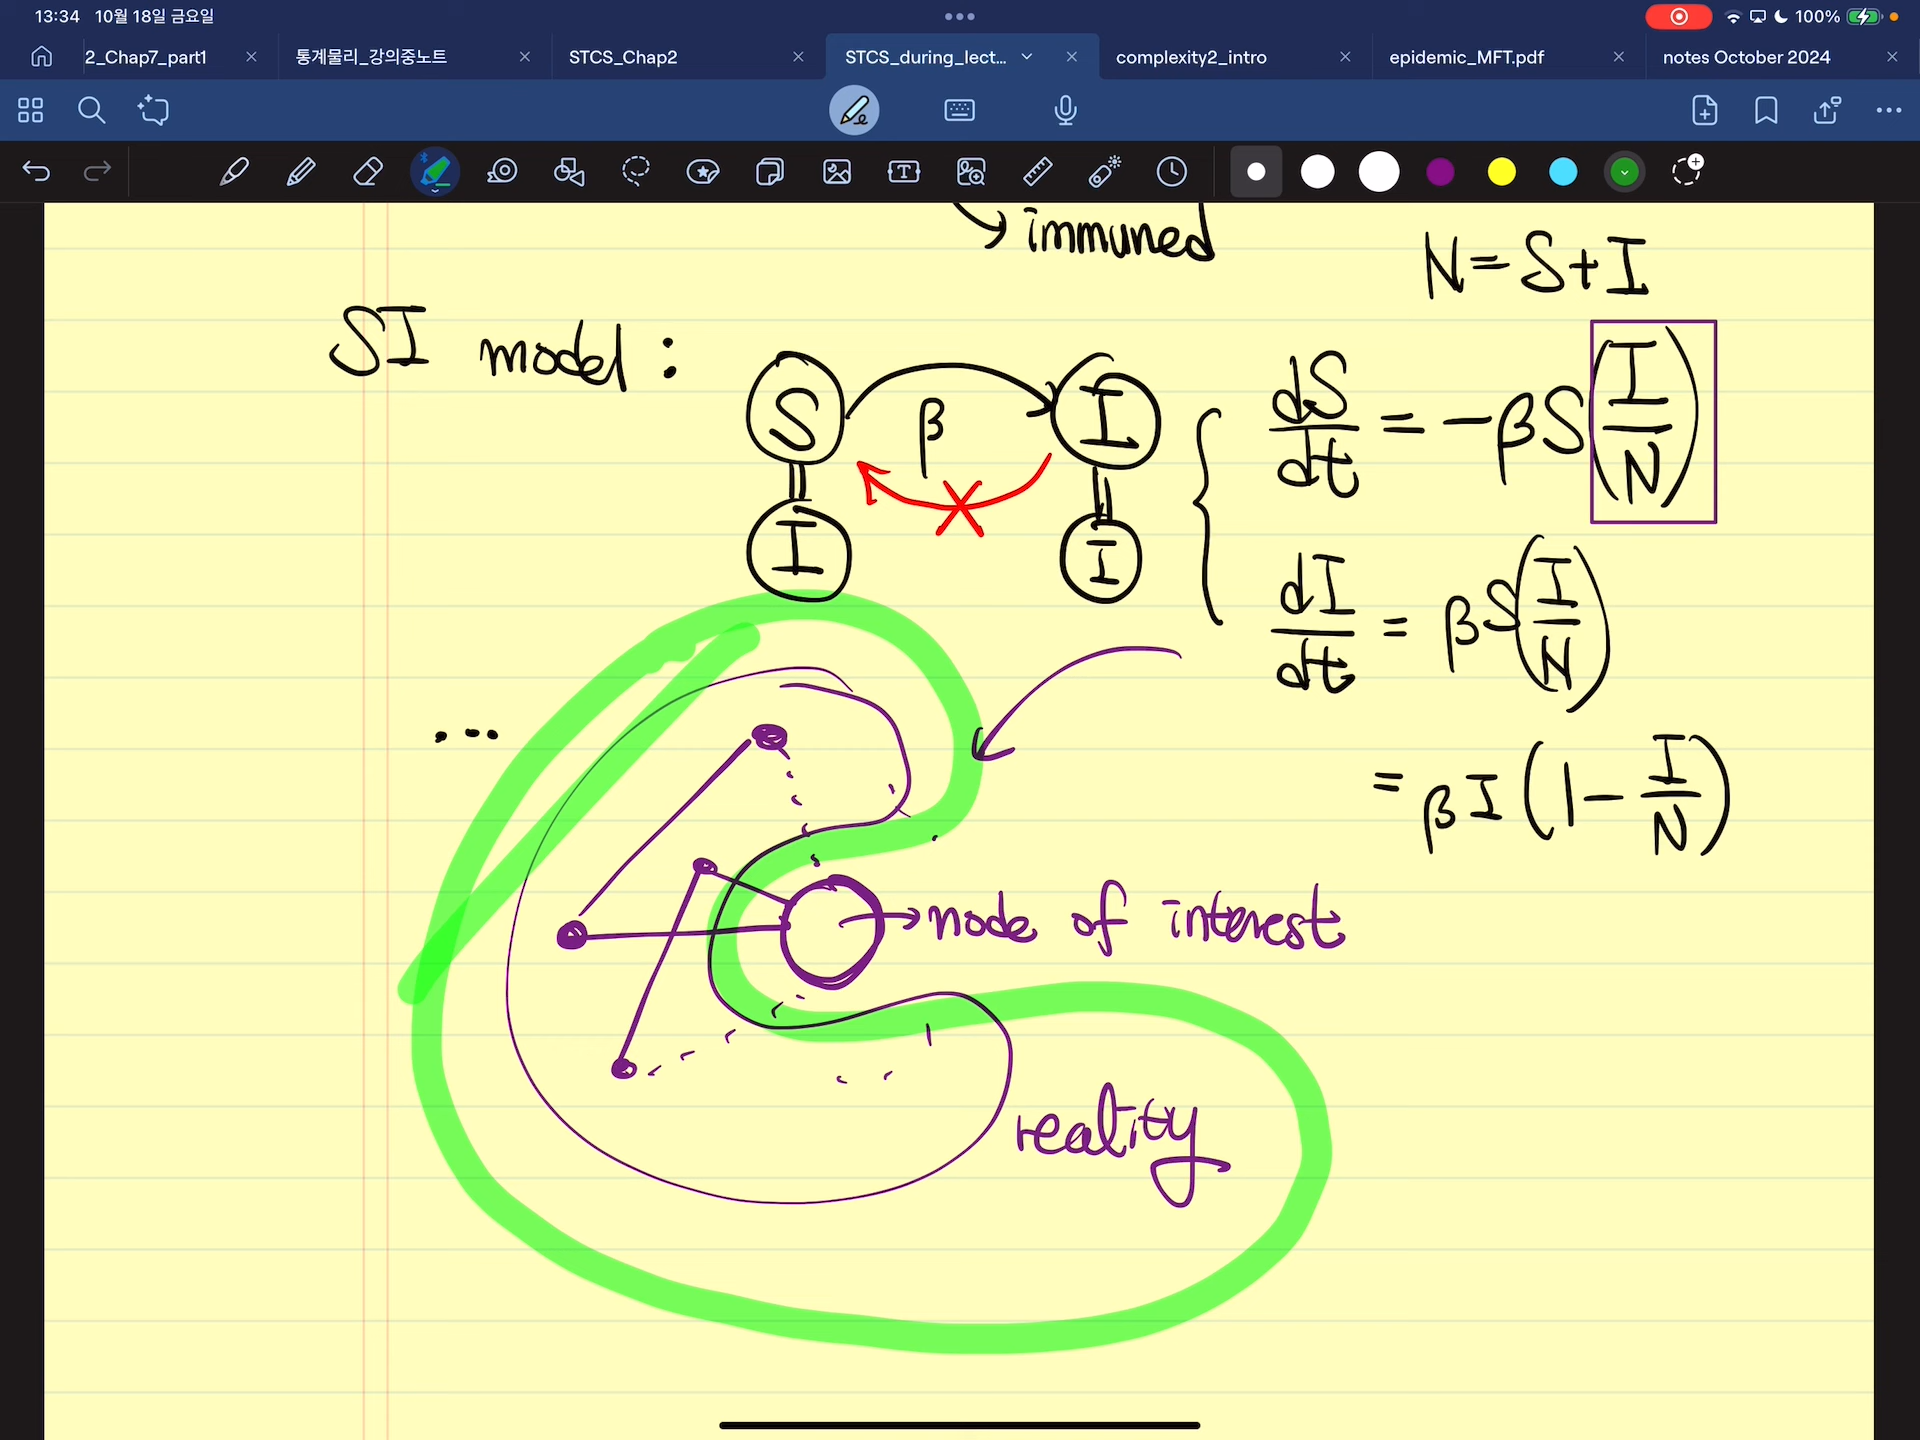 13:34 10월 18일 금요일
100%
2_Chap7_part1
통계물리_강의중노트
STCS_Chap2
STCS_during_lect...
complexity2_intro
epidemic_MFT.pdf
notes October 2024
→ immuned
N=S+I
SI model:
S β I
I I
dS/dt = -βS(I/N)
dI/dt = βS(I/N)
= βI(1-I/N)
...
→ node of interest
reality